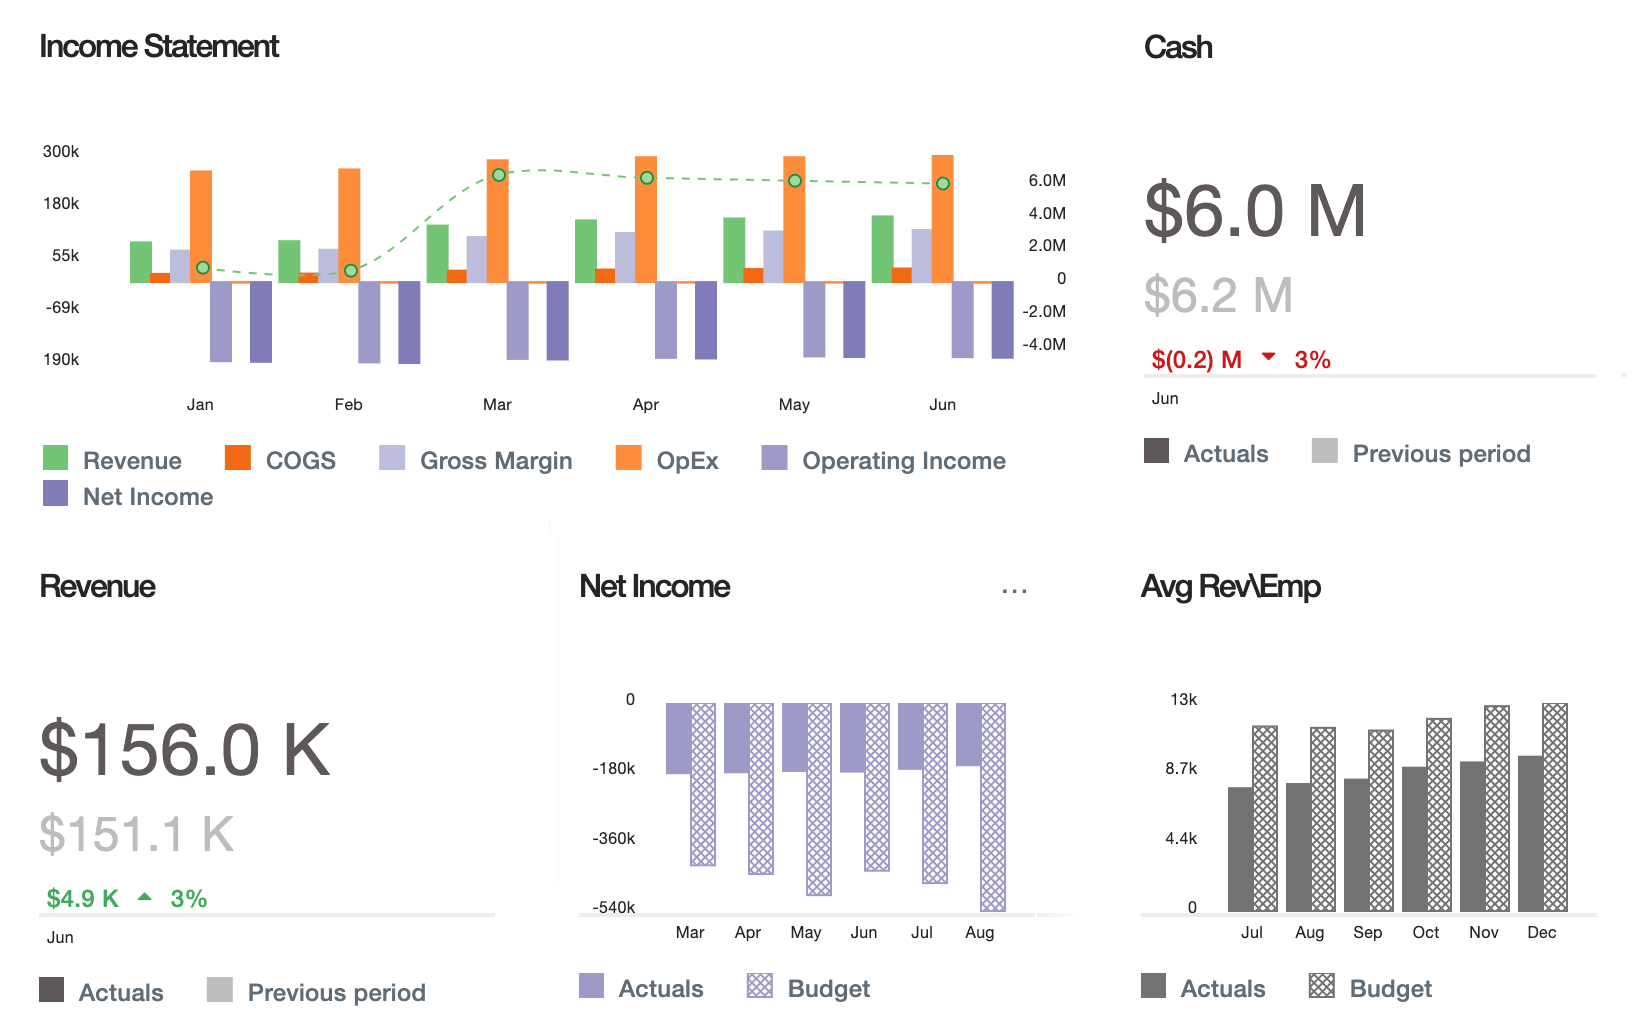 Income Statement
300k
180k
55k
-69k
190k
6.0M
4.0M
2.0M
0
-2.0M
-4.0M
Jan Feb Mar Apr May Jun
Revenue COGS Gross Margin OpEx Operating Income
Net Income
Cash
$6.0 M
$6.2 M
$(0.2) M 3%
Jun
Actuals Previous period
Revenue
$156.0 K
$151.1 K
$4.9 K 3%
Jun
Actuals Previous period
Net Income ...
0
-180k
-360k
-540k
Mar Apr May Jun Jul Aug
Actuals Budget
Avg Rev\Emp
13k
8.7k
4.4k
0
Jul Aug Sep Oct Nov Dec
Actuals Budget